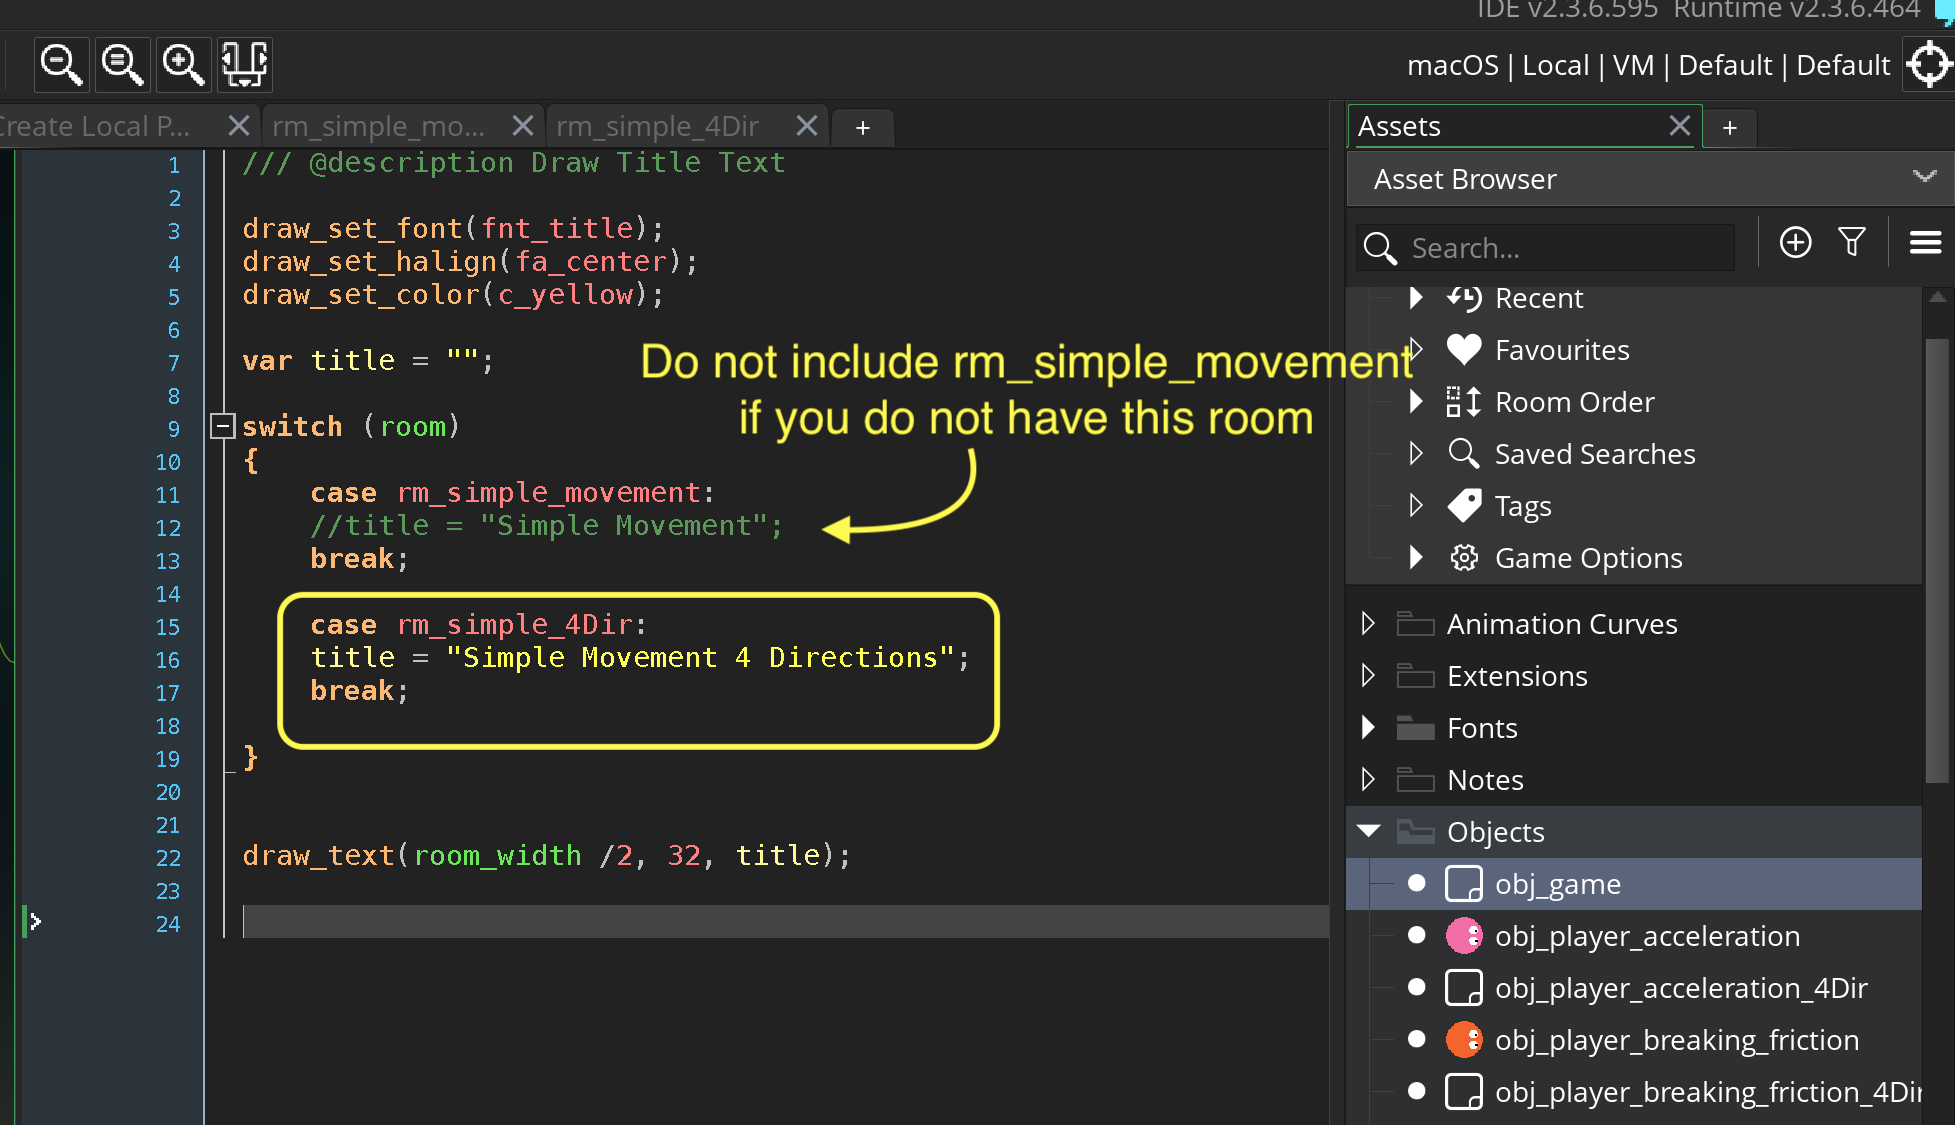 IDE v2.3.6.595 Runtime v2.3.6.464
macOS | Local | VM | Default | Default
Create Local P... rm_simple_mo... rm_simple_4Dir +
1 /// @description Draw Title Text
2
3 draw_set_font(fnt_title);
4 draw_set_halign(fa_center);
5 draw_set_color(c_yellow);
6
7 var title = "";
8
9 switch (room)
10 {
11 case rm_simple_movement:
12 //title = "Simple Movement";
13 break;
14
15 case rm_simple_4Dir:
16 title = "Simple Movement 4 Directions";
17 break;
18
19 }
20
21
22 draw_text(room_width /2, 32, title);
23
24
Do not include rm_simple_movement
if you do not have this room
Assets +
Asset Browser
Search...
Recent
Favourites
Room Order
Saved Searches
Tags
Game Options
Animation Curves
Extensions
Fonts
Notes
Objects
obj_game
obj_player_acceleration
obj_player_acceleration_4Dir
obj_player_breaking_friction
obj_player_breaking_friction_4Dir